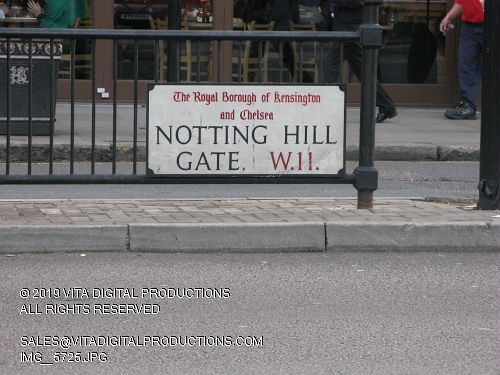 The Royal Borough of Kensington
and Chelsea
NOTTING HILL
GATE, W.11.
© 2019 VITA DIGITAL PRODUCTIONS
ALL RIGHTS RESERVED
SALES@VITADIGITALPRODUCTIONS.COM
IMG_5725.JPG